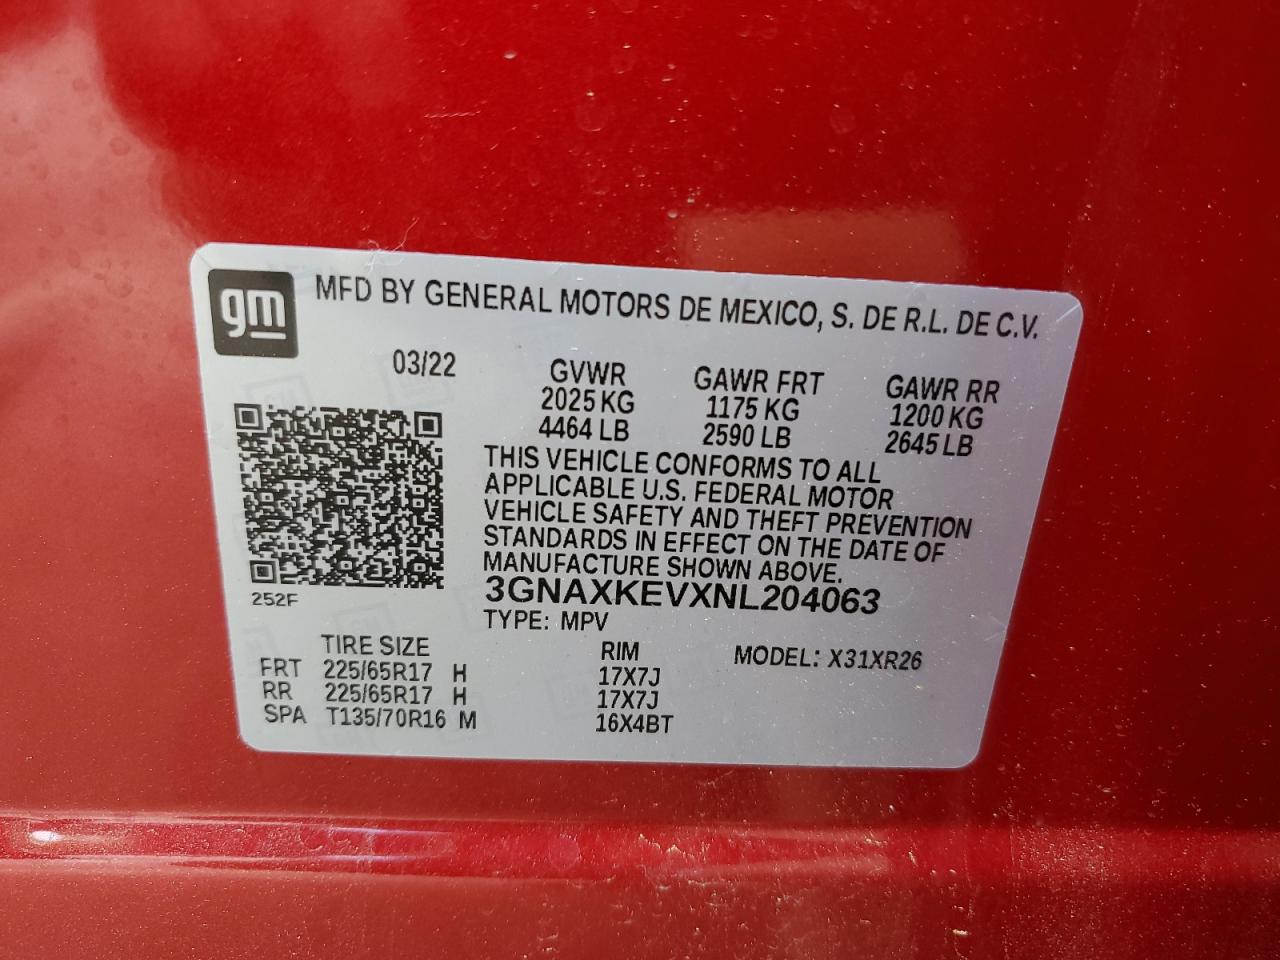 gm
MFD BY GENERAL MOTORS DE MEXICO, S. DE R.L. DE C.V.
03/22
GVWR GAWR FRT GAWR RR
2025 KG 1175 KG 1200 KG
4464 LB 2590 LB 2645 LB
THIS VEHICLE CONFORMS TO ALL
APPLICABLE U.S. FEDERAL MOTOR
VEHICLE SAFETY AND THEFT PREVENTION
STANDARDS IN EFFECT ON THE DATE OF
MANUFACTURE SHOWN ABOVE.
3GNAXKEVXNL204063
252F
TYPE: MPV
TIRE SIZE RIM MODEL: X31XR26
FRT 225/65R17 H 17X7J
RR 225/65R17 H 17X7J
SPA T135/70R16 M 16X4BT